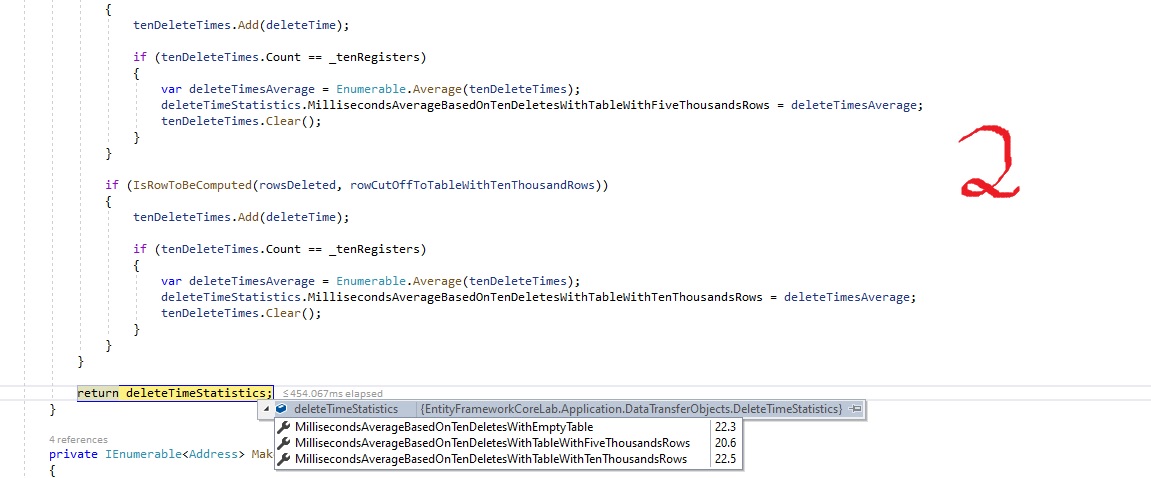 {
tenDeleteTimes.Add(deleteTime);
if (tenDeleteTimes.Count == _tenRegisters)
{
var deleteTimesAverage = Enumerable.Average(tenDeleteTimes);
deleteTimeStatistics.MillisecondsAverageBasedOnTenDeletesWithTableWithFiveThousandsRows = deleteTimesAverage;
tenDeleteTimes.Clear();
}
}
2
if (IsRowToBeComputed(rowsDeleted, rowCutOffToTableWithTenThousandRows))
{
tenDeleteTimes.Add(deleteTime);
if (tenDeleteTimes.Count == _tenRegisters)
{
var deleteTimesAverage = Enumerable.Average(tenDeleteTimes);
deleteTimeStatistics.MillisecondsAverageBasedOnTenDeletesWithTableWithTenThousandsRows = deleteTimesAverage;
tenDeleteTimes.Clear();
}
}
}
return deleteTimeStatistics; ≤454.067ms elapsed
}
deleteTimeStatistics {EntityFrameworkCoreLab.Application.DataTransferObjects.DeleteTimeStatistics}
MillisecondsAverageBasedOnTenDeletesWithEmptyTable 22.3
MillisecondsAverageBasedOnTenDeletesWithTableWithFiveThousandsRows 20.6
MillisecondsAverageBasedOnTenDeletesWithTableWithTenThousandsRows 22.5
4 references
private IEnumerable<Address> Mak
{